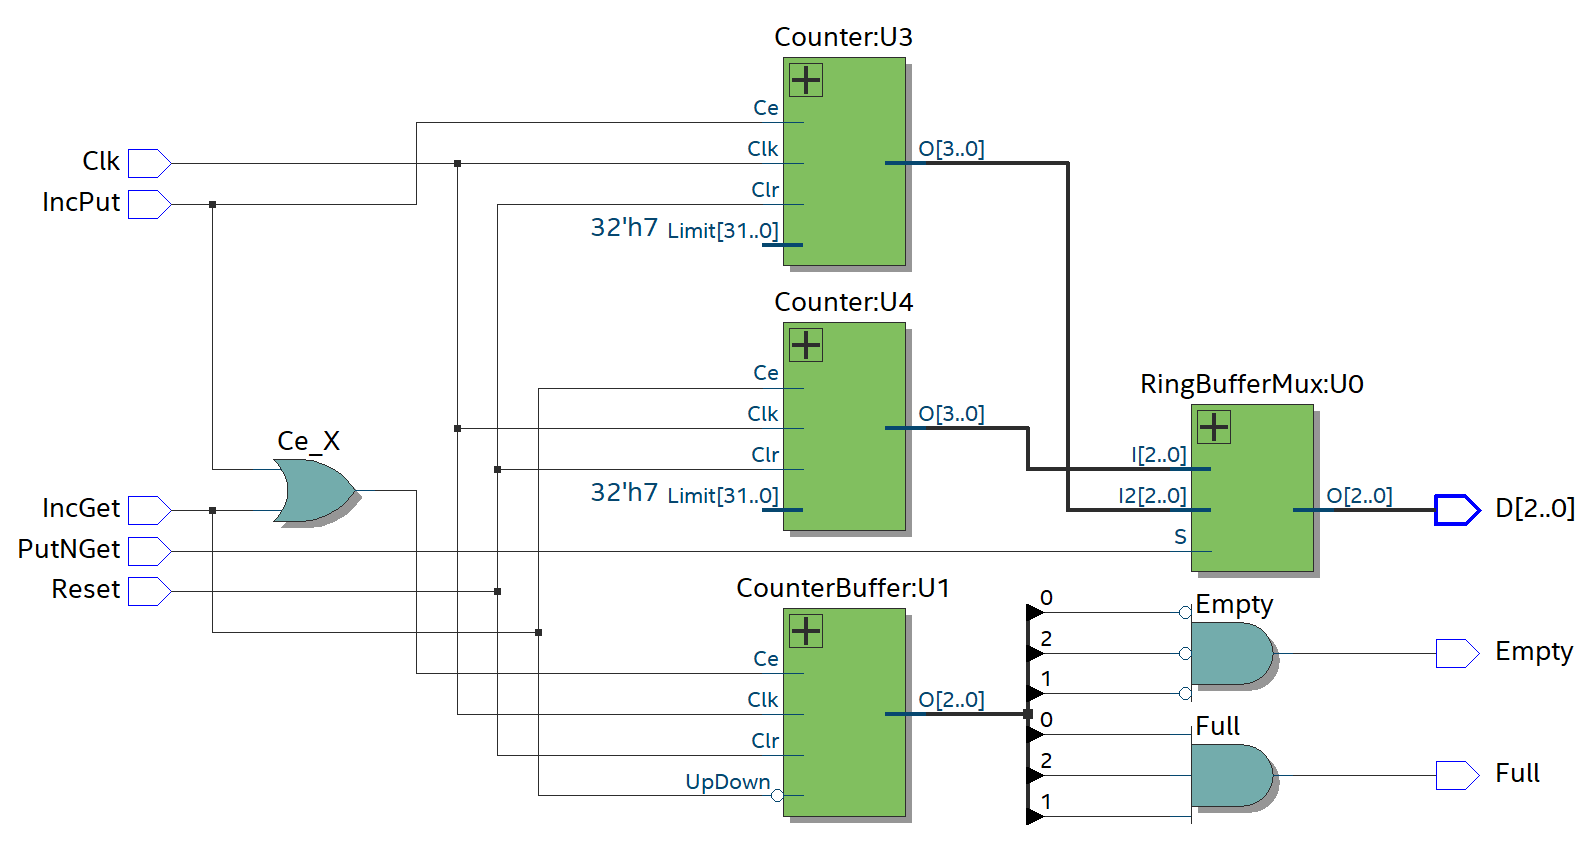 Counter:U3
Ce
Clk
Clr
32'h7 Limit[31..0]
O[3..0]
Clk
IncPut
Counter:U4
Ce
Clk
Clr
32'h7 Limit[31..0]
O[3..0]
Ce_X
IncGet
PutNGet
Reset
RingBufferMux:U0
I[2..0]
I2[2..0]
S
O[2..0]
D[2..0]
CounterBuffer:U1
Ce
Clk
Clr
UpDown
O[2..0]
0
2
1
Empty
Empty
0
2
1
Full
Full